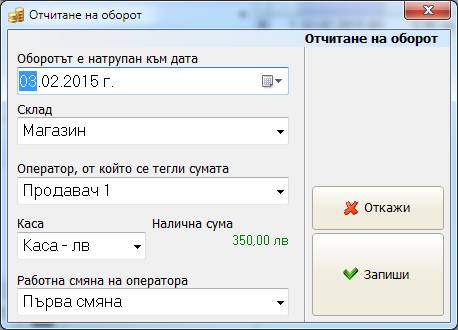 Отчитане на оборот
Отчитане на оборот
Оборотът е натрупан към дата
03.02.2015 г.
Склад
Магазин
Оператор, от който се тегли сумата
Продавач 1
Каса Налична сума
Каса - лв 350,00 лв
Работна смяна на оператора
Първа смяна
Откажи
Запиши